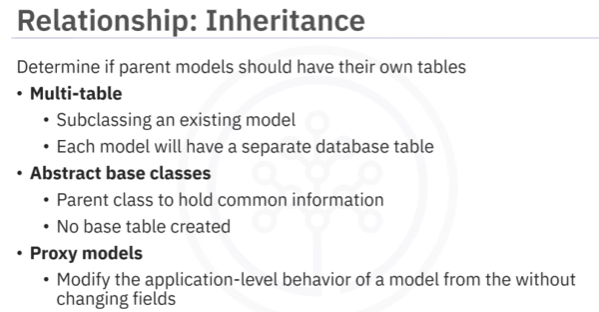 Relationship: Inheritance
Determine if parent models should have their own tables
• Multi-table
• Subclassing an existing model
• Each model will have a separate database table
• Abstract base classes
• Parent class to hold common information
• No base table created
• Proxy models
• Modify the application-level behavior of a model from the without
changing fields